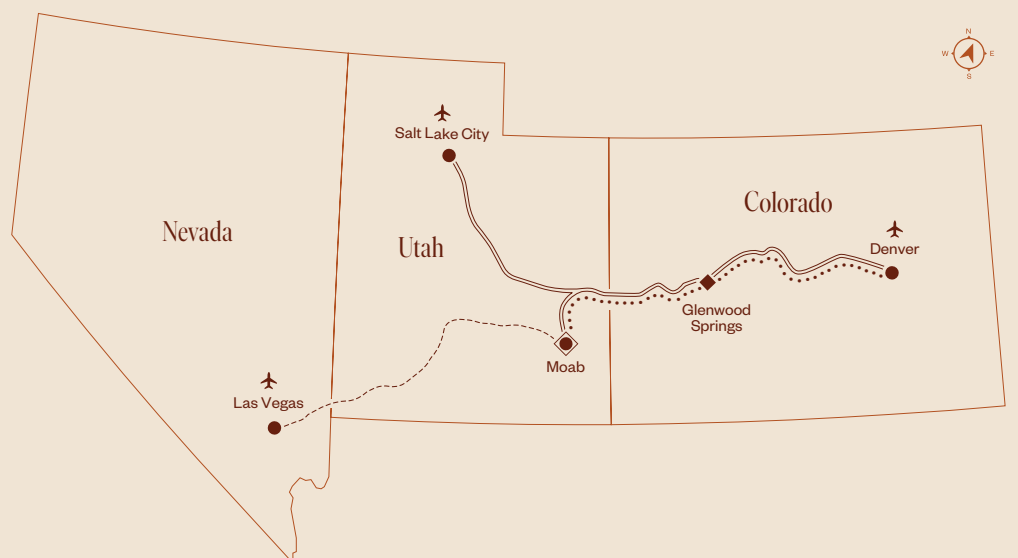 N
W E
S
Salt Lake City
Colorado
Nevada
Utah
Denver
Glenwood
Springs
Moab
Las Vegas